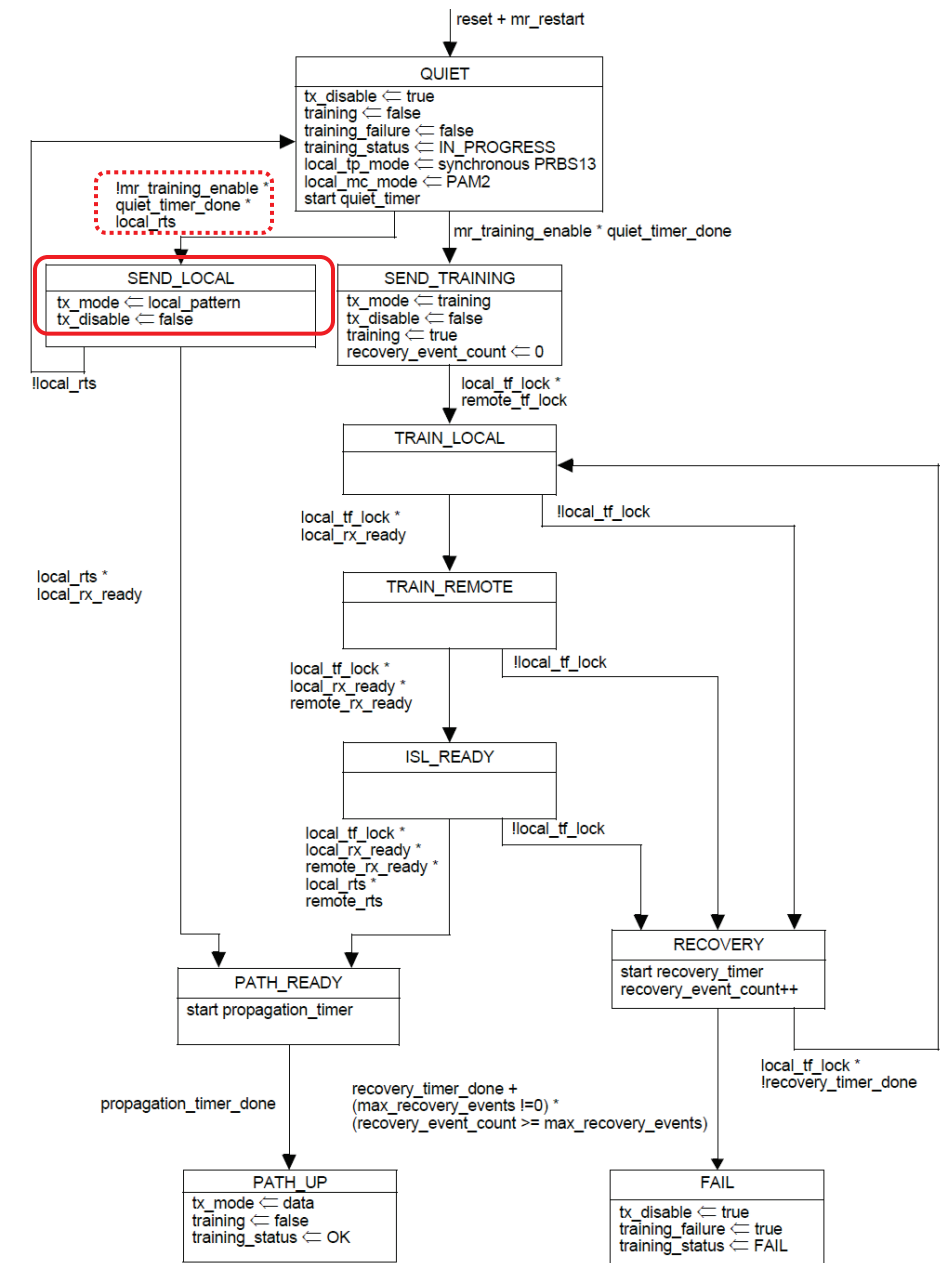 reset + mr_restart
QUIET
tx_disable ⇐ true
training ⇐ false
training_failure ⇐ false
training_status ⇐ IN_PROGRESS
local_tp_mode ⇐ synchronous PRBS13
local_mc_mode ⇐ PAM2
start quiet_timer
!mr_training_enable *
quiet_timer_done *
local_rts
mr_training_enable * quiet_timer_done
SEND_LOCAL
tx_mode ⇐ local_pattern
tx_disable ⇐ false
!local_rts
SEND_TRAINING
tx_mode ⇐ training
tx_disable ⇐ false
training ⇐ true
recovery_event_count ⇐ 0
local_tf_lock *
remote_tf_lock
TRAIN_LOCAL
local_tf_lock *
local_rx_ready
!local_tf_lock
local_rts *
local_rx_ready
TRAIN_REMOTE
local_tf_lock *
local_rx_ready *
remote_rx_ready
!local_tf_lock
ISL_READY
local_tf_lock *
local_rx_ready *
remote_rx_ready *
local_rts *
remote_rts
!local_tf_lock
RECOVERY
start recovery_timer
recovery_event_count++
PATH_READY
start propagation_timer
local_tf_lock *
!recovery_timer_done
propagation_timer_done
recovery_timer_done +
(max_recovery_events !=0) *
(recovery_event_count >= max_recovery_events)
PATH_UP
tx_mode ⇐ data
training ⇐ false
training_status ⇐ OK
FAIL
tx_disable ⇐ true
training_failure ⇐ true
training_status ⇐ FAIL